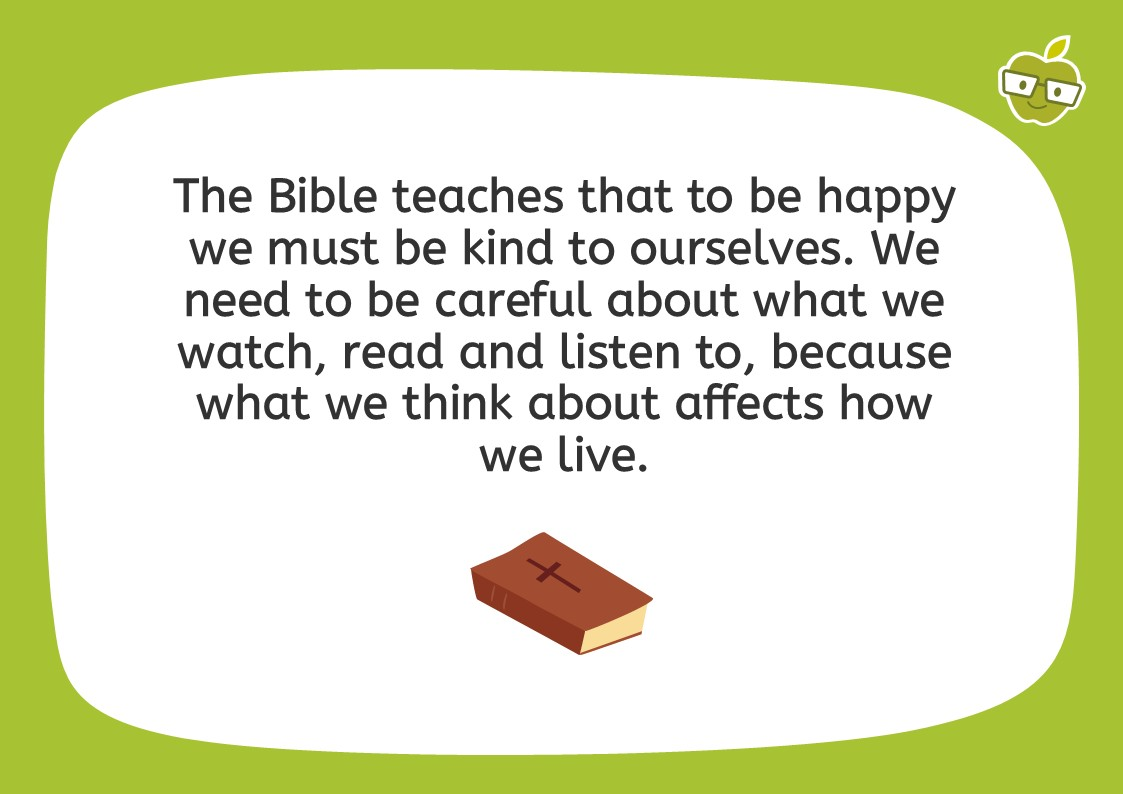 The Bible teaches that to be happy
we must be kind to ourselves. We
need to be careful about what we
watch, read and listen to, because
what we think about affects how
we live.